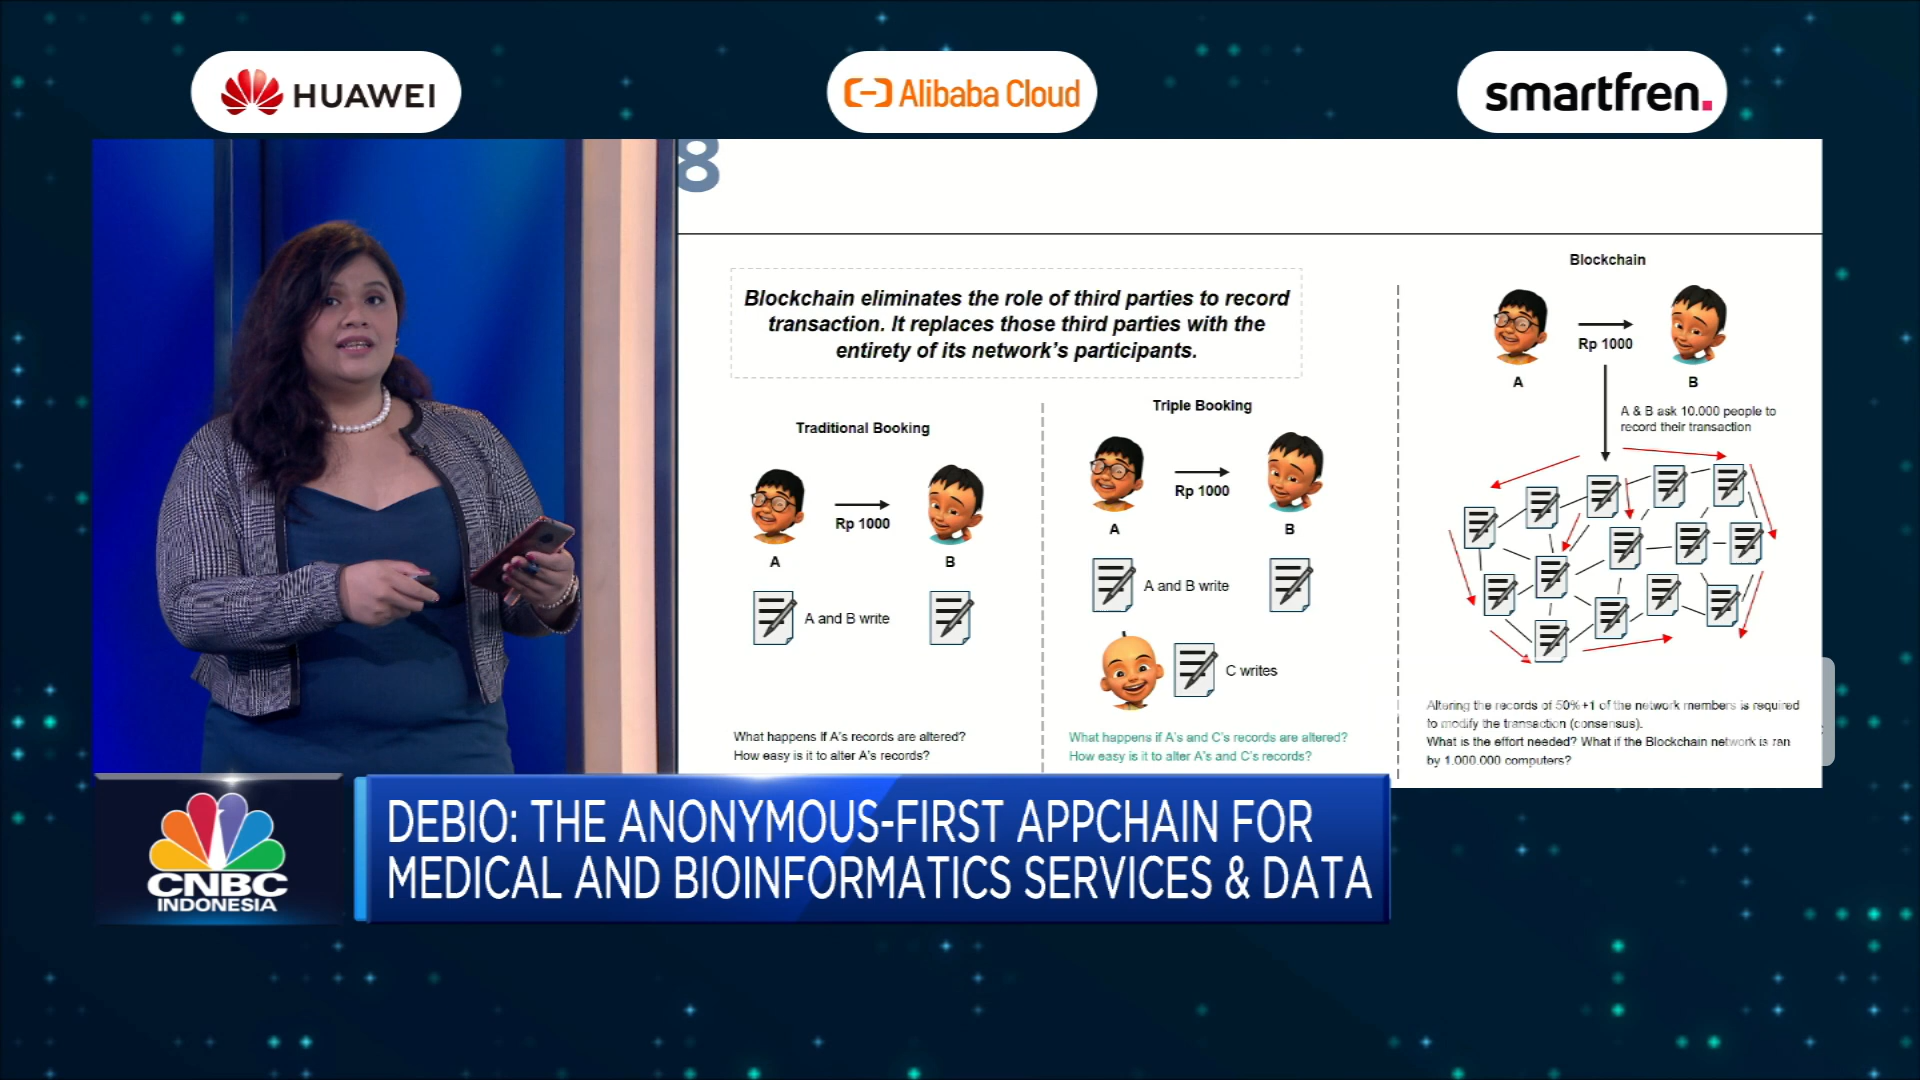 HUAWEI
Alibaba Cloud
smartfren.
8
Blockchain eliminates the role of third parties to record
transaction. It replaces those third parties with the
entirety of its network's participants.
Traditional Booking
Rp 1000
A
B
A and B write
What happens if A's records are altered?
How easy is it to alter A's records?
Triple Booking
Rp 1000
A
B
A and B write
C writes
What happens if A's and C's records are altered?
How easy is it to alter A's and C's records?
Blockchain
Rp 1000
A
B
A & B ask 10.000 people to
record their transaction
Altering the records of 50%+1 of the network members is required
to modify the transaction (consensus).
What is the effort needed? What if the Blockchain network is ran
by 1.000.000 computers?
CNBC
INDONESIA
DEBIO: THE ANONYMOUS-FIRST APPCHAIN FOR
MEDICAL AND BIOINFORMATICS SERVICES & DATA